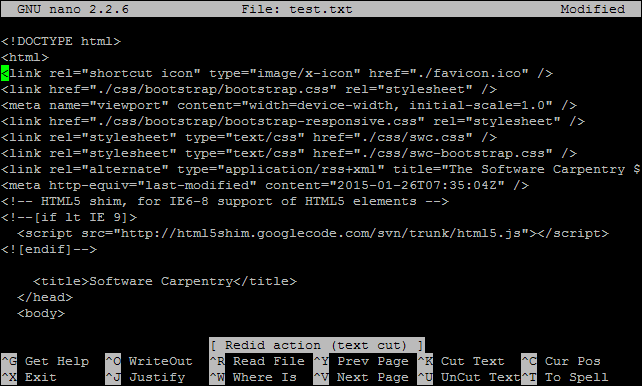 GNU nano 2.2.6 File: test.txt Modified
<!DOCTYPE html>
<html>
<link rel="shortcut icon" type="image/x-icon" href="./favicon.ico" />
<link href="./css/bootstrap/bootstrap.css" rel="stylesheet" />
<meta name="viewport" content="width=device-width, initial-scale=1.0" />
<link href="./css/bootstrap/bootstrap-responsive.css" rel="stylesheet" />
<link rel="stylesheet" type="text/css" href="./css/swc.css" />
<link rel="stylesheet" type="text/css" href="./css/swc-bootstrap.css" />
<link rel="alternate" type="application/rss+xml" title="The Software Carpentry $
<meta http-equiv="last-modified" content="2015-01-26T07:35:04Z" />
<!-- HTML5 shim, for IE6-8 support of HTML5 elements -->
<!--[if lt IE 9]>
<script src="http://html5shim.googlecode.com/svn/trunk/html5.js"></script>
<![endif]-->
<title>Software Carpentry</title>
</head>
<body>
[ Redid action (text cut) ]
^G Get Help ^O WriteOut ^R Read File ^Y Prev Page ^K Cut Text ^C Cur Pos
^X Exit ^J Justify ^W Where Is ^V Next Page ^U UnCut Text ^T To Spell